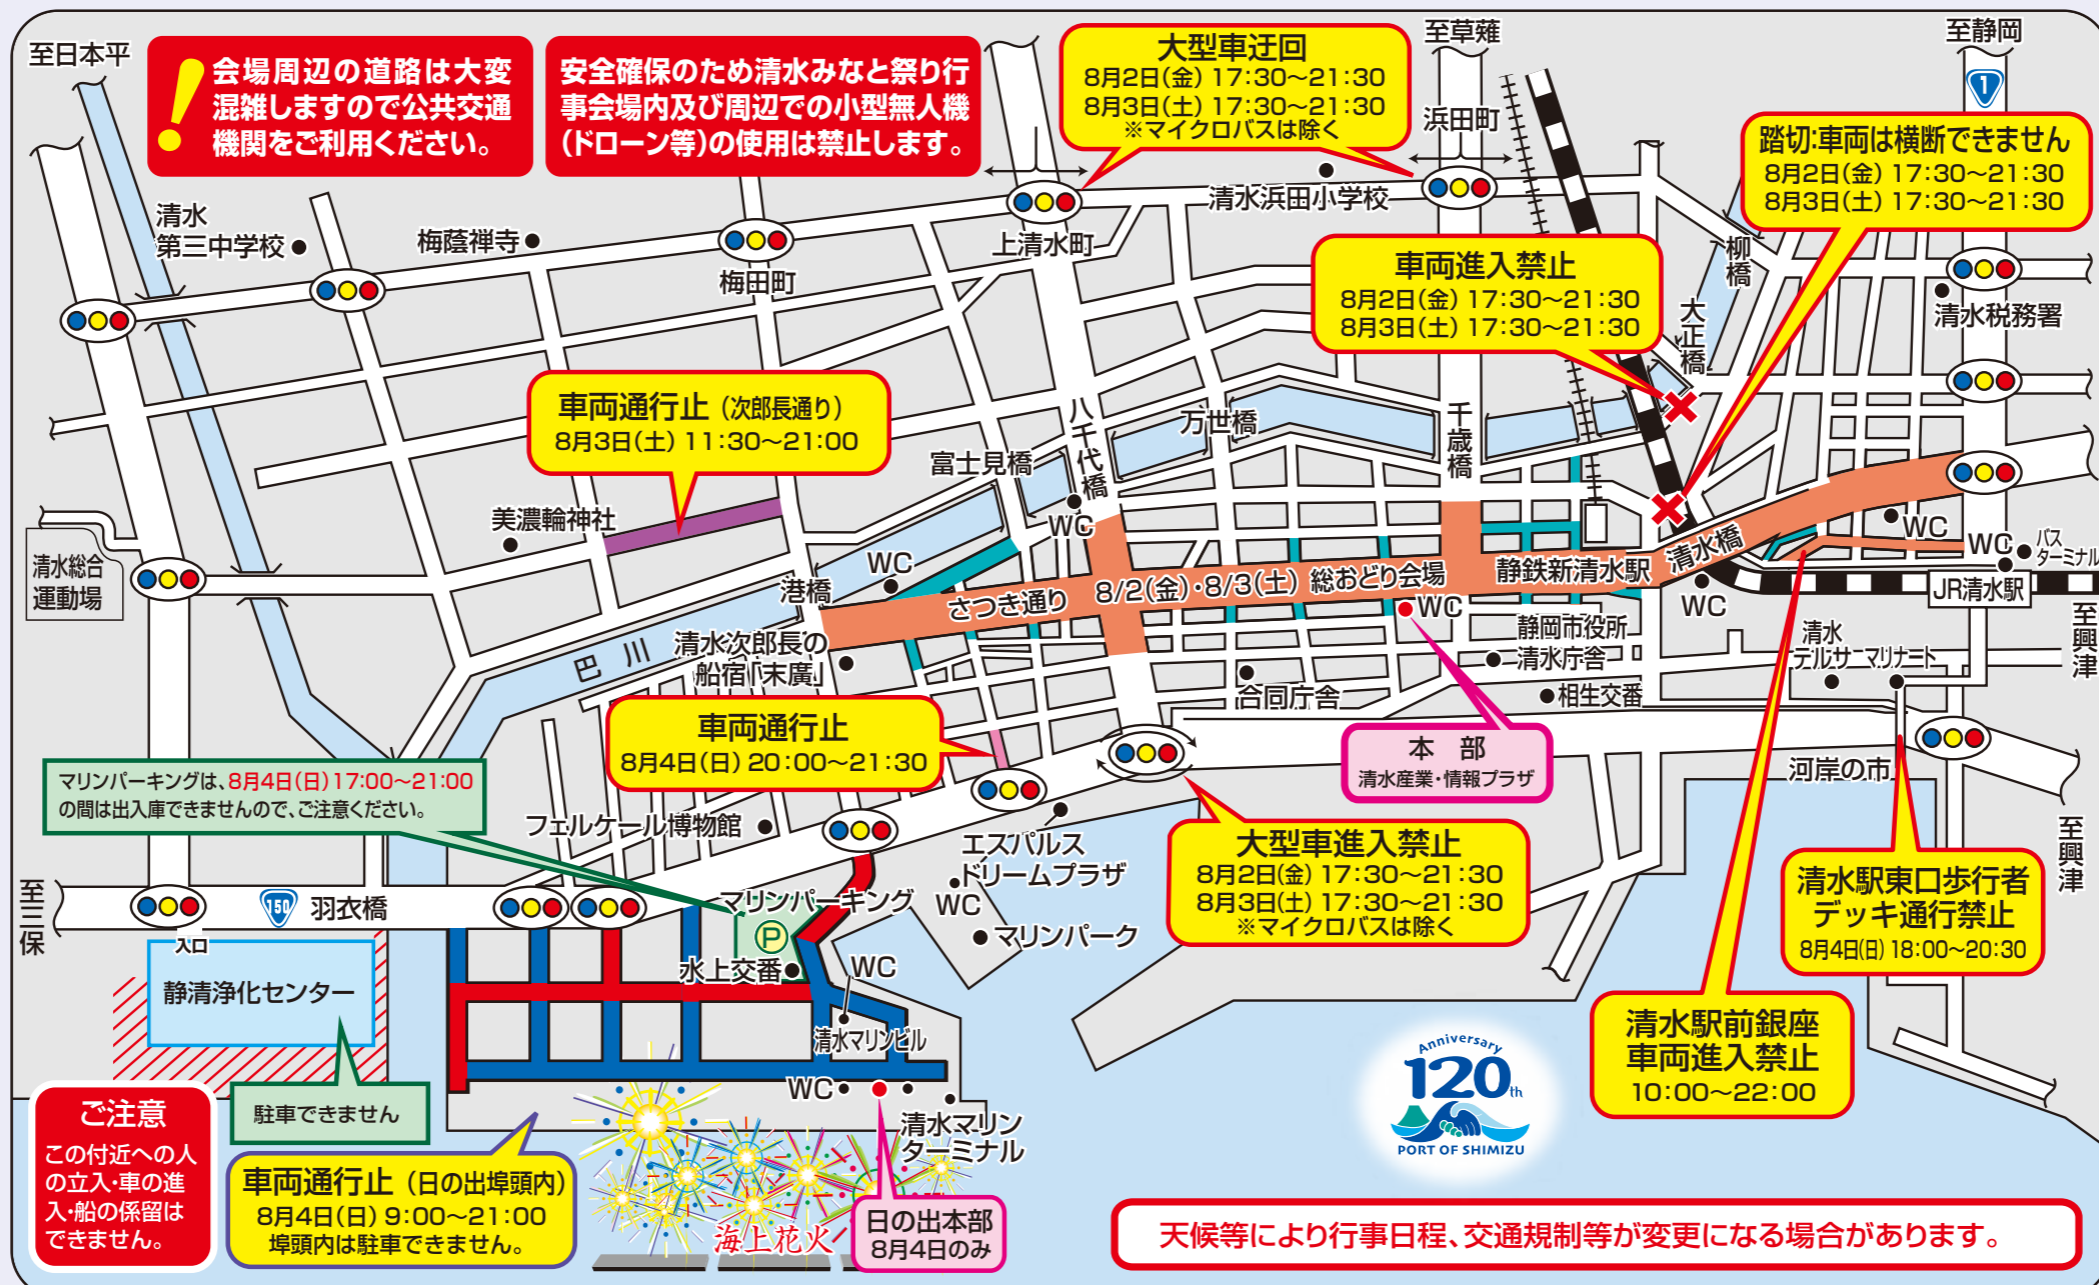 至日本平
会場周辺の道路は大変
混雑しますので公共交通
機関をご利用ください。
安全確保のため清水みなと祭り行
事会場内及び周辺での小型無人機
(ドローン等)の使用は禁止します。
大型車迂回
8月2日(金) 17:30〜21:30
8月3日(土) 17:30〜21:30
※マイクロバスは除く
至草薙
至静岡
1
浜田町
踏切:車両は横断できません
8月2日(金) 17:30〜21:30
8月3日(土) 17:30〜21:30
清水
第三中学校
梅蔭禅寺
梅田町
上清水町
清水浜田小学校
車両進入禁止
8月2日(金) 17:30〜21:30
8月3日(土) 17:30〜21:30
柳橋
大正橋
清水税務署
車両通行止 (次郎長通り)
8月3日(土) 11:30〜21:00
八千代橋
万世橋
千歳橋
富士見橋
美濃輪神社
WC
WC
清水総合
運動場
港橋
さつき通り 8/2(金)・8/3(土) 総おどり会場
静鉄新清水駅
清水橋
WC
WC
バス
ターミナル
JR清水駅
WC
WC
至興津
巴川
清水次郎長の
船宿「末廣」
静岡市役所
清水庁舎
合同庁舎
相生交番
清水
テルサ
マリナート
車両通行止
8月4日(日) 20:00〜21:30
本 部
清水産業・情報プラザ
河岸の市
マリンパーキングは、8月4日(日) 17:00〜21:00
の間は出入庫できませんので、ご注意ください。
フェルケール博物館
エスパルス
ドリームプラザ
WC
マリンパーク
大型車進入禁止
8月2日(金) 17:30〜21:30
8月3日(土) 17:30〜21:30
※マイクロバスは除く
清水駅東口歩行者
デッキ通行禁止
8月4日(日) 18:00〜20:30
至興津
至三保
150
羽衣橋
入口
マリンパーキング
P
水上交番
WC
静清浄化センター
清水マリンビル
WC
清水マリン
ターミナル
清水駅前銀座
車両進入禁止
10:00〜22:00
Anniversary
120th
PORT OF SHIMIZU
ご注意
この付近への人
の立入・車の進
入・船の係留は
できません。
駐車できません
車両通行止 (日の出埠頭内)
8月4日(日) 9:00〜21:00
埠頭内は駐車できません。
海上花火
日の出本部
8月4日のみ
天候等により行事日程、交通規制等が変更になる場合があります。